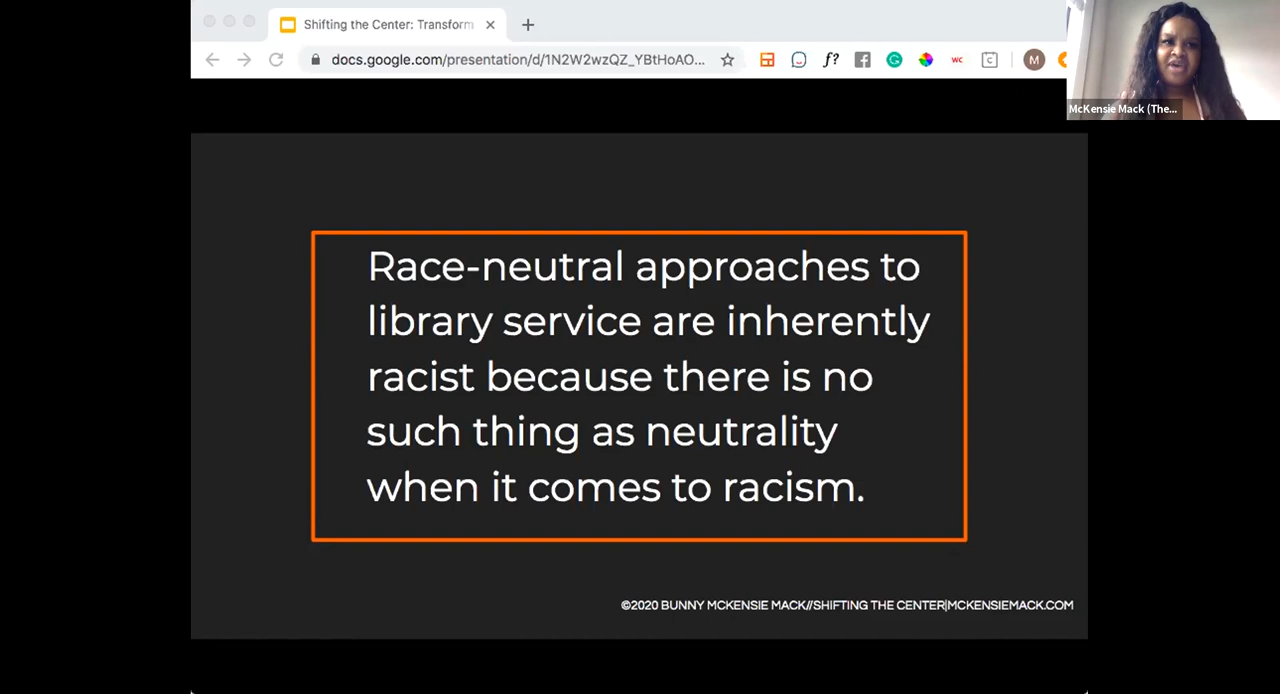 Shifting the Center: Transform
docs.google.com/presentation/d/1N2W2wzQZ_YBtHoAO...
f?
wc
C
M
McKensie Mack (The...
Race-neutral approaches to
library service are inherently
racist because there is no
such thing as neutrality
when it comes to racism.
©2020 BUNNY MCKENSIE MACK//SHIFTING THE CENTER|MCKENSIEMACK.COM